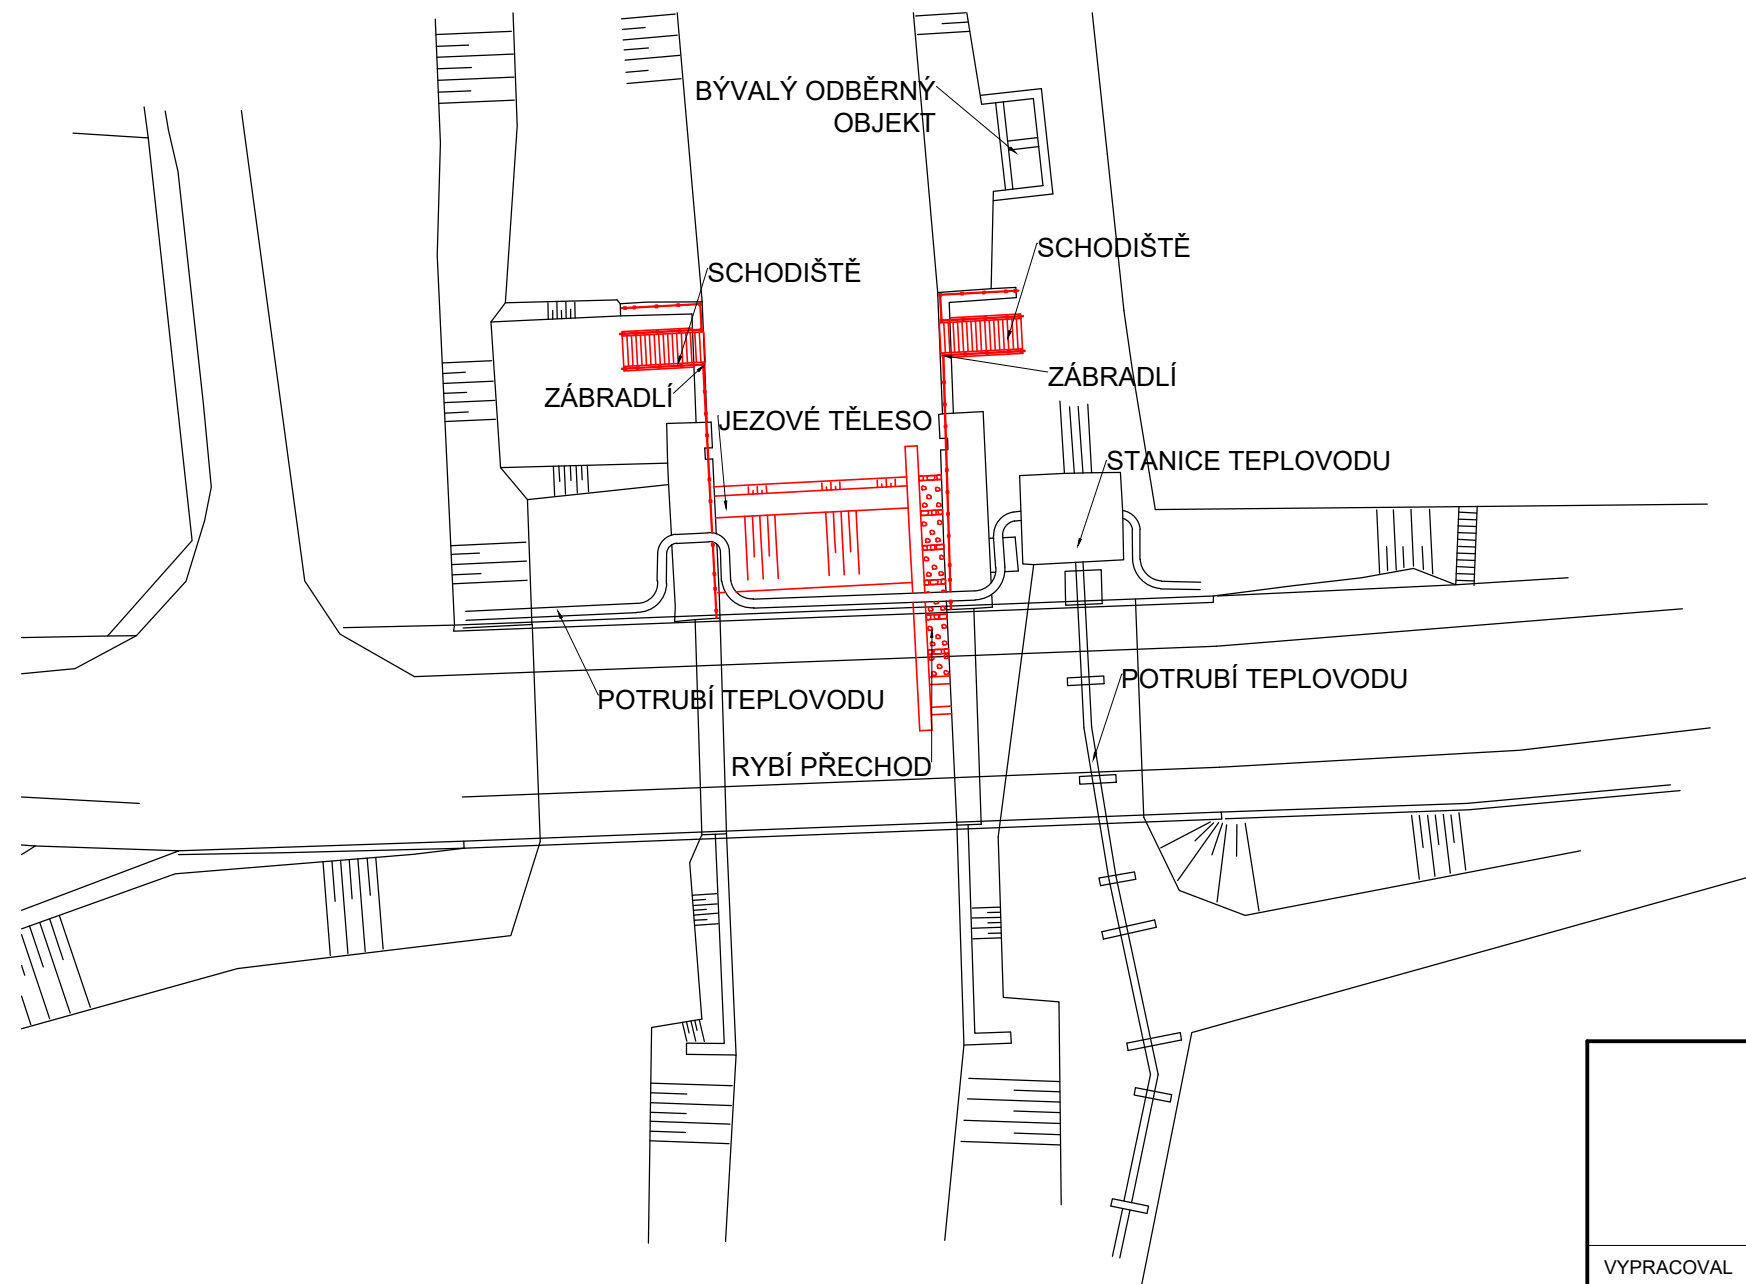 BÝVALÝ ODBĚRNÝ
OBJEKT
SCHODIŠTĚ
SCHODIŠTĚ
ZÁBRADLÍ
ZÁBRADLÍ
JEZOVÉ TĚLESO
STANICE TEPLOVODU
POTRUBÍ TEPLOVODU
POTRUBÍ TEPLOVODU
RYBÍ PŘECHOD
VYPRACOVAL